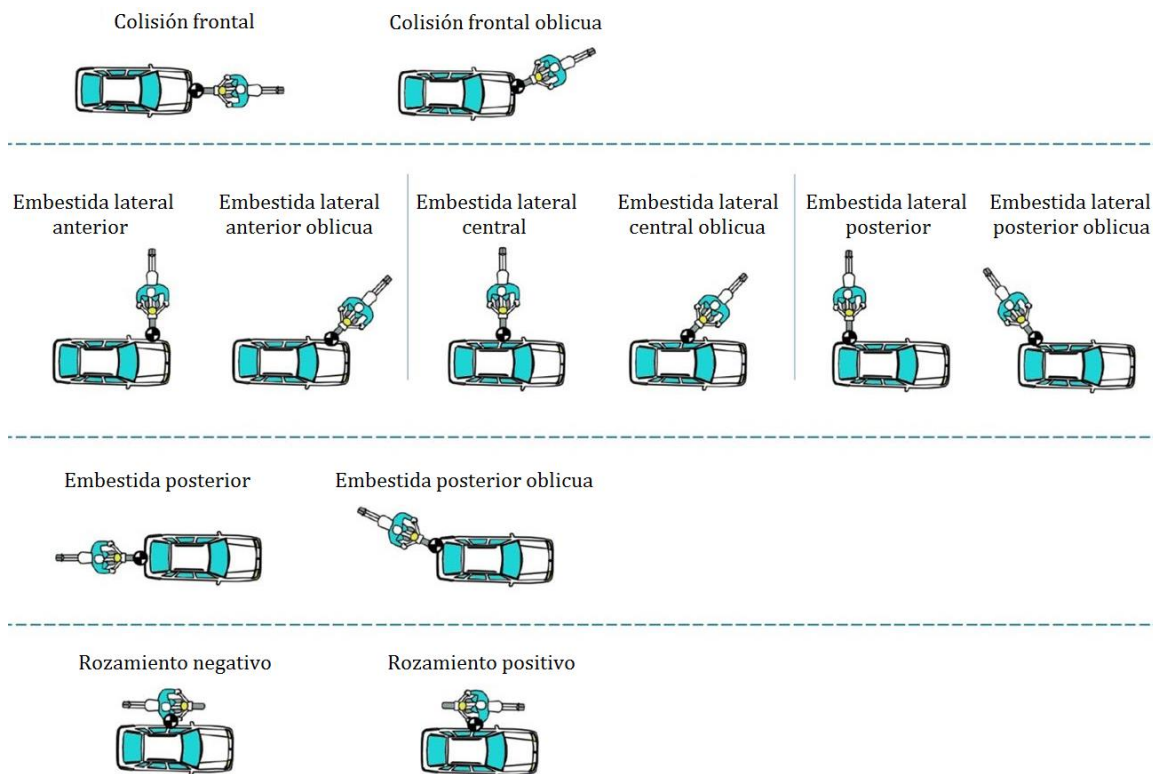 Colisión frontal
Colisión frontal oblicua
Embestida lateral
anterior
Embestida lateral
anterior oblicua
Embestida lateral
central
Embestida lateral
central oblicua
Embestida lateral
posterior
Embestida lateral
posterior oblicua
Embestida posterior
Embestida posterior oblicua
Rozamiento negativo
Rozamiento positivo